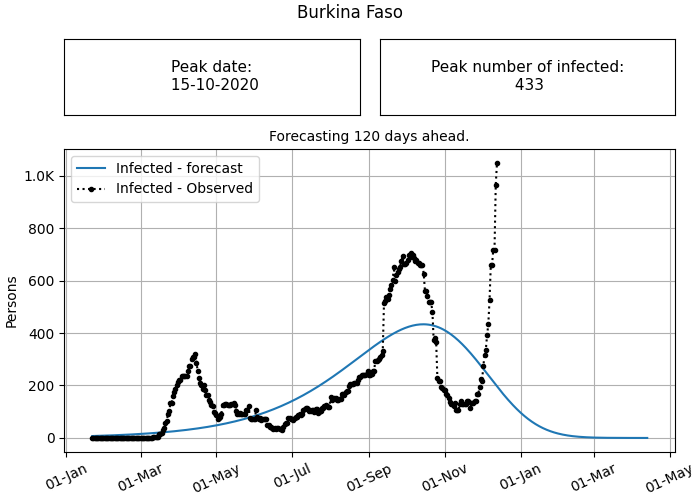 Burkina Faso
Peak date:
15-10-2020
Peak number of infected:
433
Forecasting 120 days ahead.
Infected - forecast
Infected - Observed
1.0K
800
600
400
200
0
Persons
01-Jan
01-Mar
01-May
01-Jul
01-Sep
01-Nov
01-Jan
01-Mar
01-May